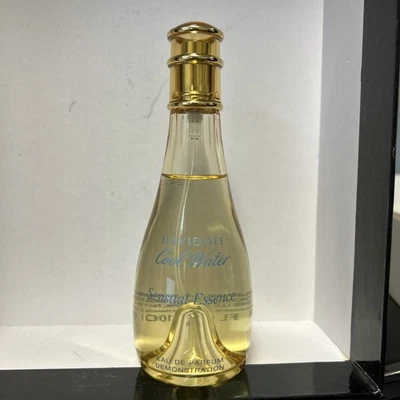 DAVIDOFF
Cool Water
Sensual Essence
EAU DE PARFUM
DEMONSTRATION